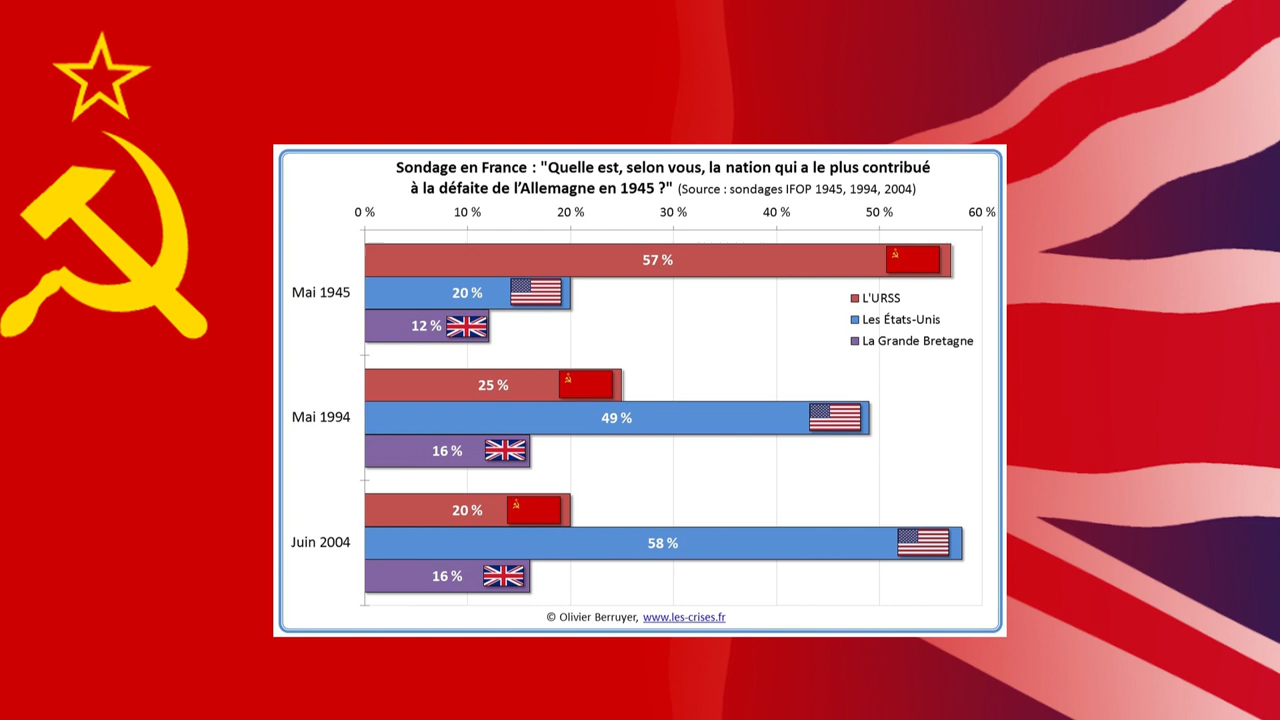 Sondage en France : "Quelle est, selon vous, la nation qui a le plus contribué
à la défaite de l’Allemagne en 1945 ?" (Source : sondages IFOP 1945, 1994, 2004)
0 % 10 % 20 % 30 % 40 % 50 % 60 %
Mai 1945
57 %
20 %
12 %
L'URSS
Les États-Unis
La Grande Bretagne
Mai 1994
25 %
49 %
16 %
Juin 2004
20 %
58 %
16 %
© Olivier Berruyer, www.les-crises.fr